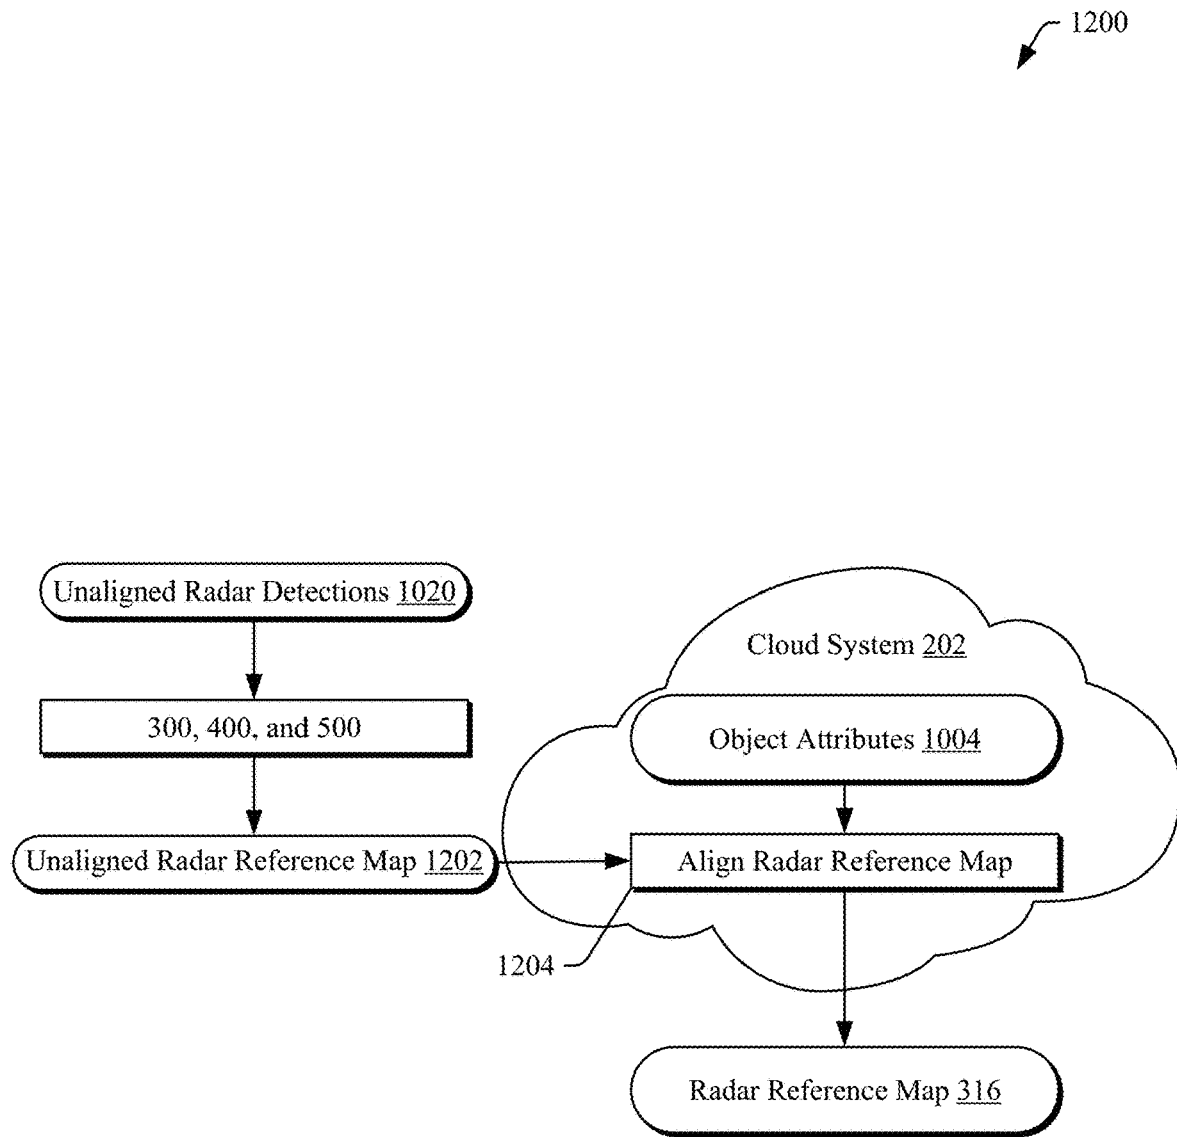 1200
Unaligned Radar Detections 1020
Cloud System 202
300, 400, and 500
Object Attributes 1004
Unaligned Radar Reference Map 1202
Align Radar Reference Map
1204
Radar Reference Map 316